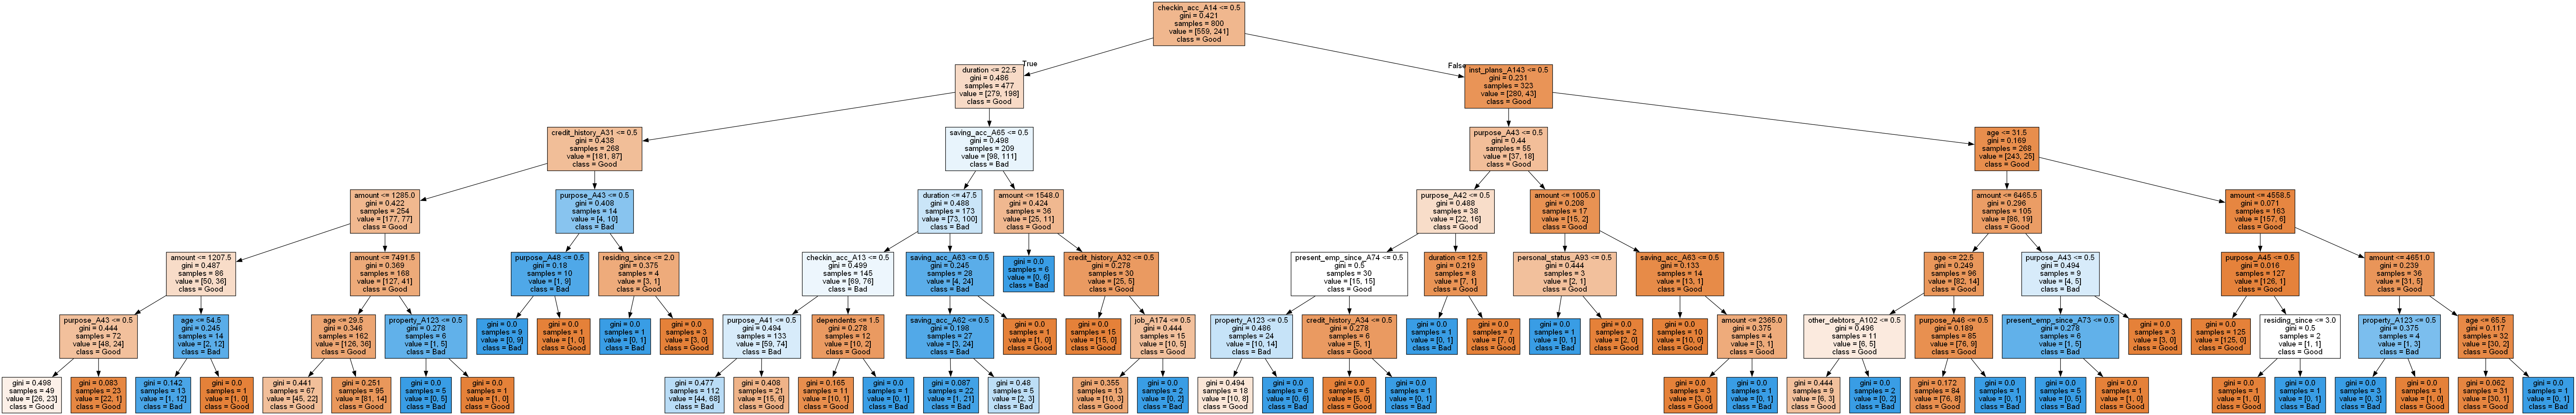 checkin_acc_A14 <= 0.5
gini = 0.421
samples = 800
value = [559, 241]
class = Good
True
False
duration <= 22.5
gini = 0.486
samples = 477
value = [279, 198]
class = Good
inst_plans_A143 <= 0.5
gini = 0.231
samples = 323
value = [280, 43]
class = Good
credit_history_A31 <= 0.5
gini = 0.438
samples = 268
value = [181, 87]
class = Good
saving_acc_A65 <= 0.5
gini = 0.498
samples = 209
value = [98, 111]
class = Bad
purpose_A43 <= 0.5
gini = 0.44
samples = 55
value = [37, 18]
class = Good
age <= 31.5
gini = 0.169
samples = 268
value = [243, 25]
class = Good
amount <= 1285.0
gini = 0.422
samples = 254
value = [177, 77]
class = Good
purpose_A43 <= 0.5
gini = 0.408
samples = 14
value = [4, 10]
class = Bad
duration <= 47.5
gini = 0.488
samples = 173
value = [73, 100]
class = Bad
amount <= 1548.0
gini = 0.424
samples = 36
value = [25, 11]
class = Good
purpose_A42 <= 0.5
gini = 0.488
samples = 38
value = [22, 16]
class = Good
amount <= 1005.0
gini = 0.208
samples = 17
value = [15, 2]
class = Good
amount <= 6465.5
gini = 0.296
samples = 105
value = [86, 19]
class = Good
amount <= 4558.5
gini = 0.071
samples = 163
value = [157, 6]
class = Good
amount <= 1207.5
gini = 0.487
samples = 86
value = [50, 36]
class = Good
amount <= 7491.5
gini = 0.369
samples = 168
value = [127, 41]
class = Good
purpose_A48 <= 0.5
gini = 0.18
samples = 10
value = [1, 9]
class = Bad
residing_since <= 2.0
gini = 0.375
samples = 4
value = [3, 1]
class = Good
checkin_acc_A13 <= 0.5
gini = 0.499
samples = 145
value = [69, 76]
class = Bad
saving_acc_A63 <= 0.5
gini = 0.245
samples = 28
value = [4, 24]
class = Bad
gini = 0.0
samples = 6
value = [0, 6]
class = Bad
credit_history_A32 <= 0.5
gini = 0.278
samples = 30
value = [25, 5]
class = Good
present_emp_since_A74 <= 0.5
gini = 0.5
samples = 30
value = [15, 15]
class = Good
duration <= 12.5
gini = 0.219
samples = 8
value = [7, 1]
class = Good
personal_status_A93 <= 0.5
gini = 0.444
samples = 3
value = [2, 1]
class = Good
saving_acc_A63 <= 0.5
gini = 0.133
samples = 14
value = [13, 1]
class = Good
age <= 22.5
gini = 0.249
samples = 96
value = [82, 14]
class = Good
purpose_A43 <= 0.5
gini = 0.494
samples = 9
value = [4, 5]
class = Bad
purpose_A45 <= 0.5
gini = 0.016
samples = 127
value = [126, 1]
class = Good
amount <= 4651.0
gini = 0.239
samples = 36
value = [31, 5]
class = Good
purpose_A43 <= 0.5
gini = 0.444
samples = 72
value = [48, 24]
class = Good
age <= 54.5
gini = 0.245
samples = 14
value = [2, 12]
class = Bad
age <= 29.5
gini = 0.346
samples = 162
value = [126, 36]
class = Good
property_A123 <= 0.5
gini = 0.278
samples = 6
value = [1, 5]
class = Bad
gini = 0.0
samples = 9
value = [0, 9]
class = Bad
gini = 0.0
samples = 1
value = [1, 0]
class = Good
gini = 0.0
samples = 1
value = [0, 1]
class = Bad
gini = 0.0
samples = 3
value = [3, 0]
class = Good
purpose_A41 <= 0.5
gini = 0.494
samples = 133
value = [59, 74]
class = Bad
dependents <= 1.5
gini = 0.278
samples = 12
value = [10, 2]
class = Good
saving_acc_A62 <= 0.5
gini = 0.198
samples = 27
value = [3, 24]
class = Bad
gini = 0.0
samples = 1
value = [1, 0]
class = Good
gini = 0.0
samples = 15
value = [15, 0]
class = Good
job_A174 <= 0.5
gini = 0.444
samples = 15
value = [10, 5]
class = Good
property_A123 <= 0.5
gini = 0.486
samples = 24
value = [10, 14]
class = Bad
credit_history_A34 <= 0.5
gini = 0.278
samples = 6
value = [5, 1]
class = Good
gini = 0.0
samples = 1
value = [0, 1]
class = Bad
gini = 0.0
samples = 7
value = [7, 0]
class = Good
gini = 0.0
samples = 1
value = [0, 1]
class = Bad
gini = 0.0
samples = 2
value = [2, 0]
class = Good
gini = 0.0
samples = 10
value = [10, 0]
class = Good
amount <= 2365.0
gini = 0.375
samples = 4
value = [3, 1]
class = Good
other_debtors_A102 <= 0.5
gini = 0.496
samples = 11
value = [6, 5]
class = Good
purpose_A46 <= 0.5
gini = 0.189
samples = 85
value = [76, 9]
class = Good
present_emp_since_A73 <= 0.5
gini = 0.278
samples = 6
value = [1, 5]
class = Bad
gini = 0.0
samples = 3
value = [3, 0]
class = Good
gini = 0.0
samples = 125
value = [125, 0]
class = Good
residing_since <= 3.0
gini = 0.5
samples = 2
value = [1, 1]
class = Good
property_A123 <= 0.5
gini = 0.375
samples = 4
value = [1, 3]
class = Bad
age <= 65.5
gini = 0.117
samples = 32
value = [30, 2]
class = Good
gini = 0.498
samples = 49
value = [26, 23]
class = Good
gini = 0.083
samples = 23
value = [22, 1]
class = Good
gini = 0.142
samples = 13
value = [1, 12]
class = Bad
gini = 0.0
samples = 1
value = [1, 0]
class = Good
gini = 0.441
samples = 67
value = [45, 22]
class = Good
gini = 0.251
samples = 95
value = [81, 14]
class = Good
gini = 0.0
samples = 5
value = [0, 5]
class = Bad
gini = 0.0
samples = 1
value = [1, 0]
class = Good
gini = 0.477
samples = 112
value = [44, 68]
class = Bad
gini = 0.408
samples = 21
value = [15, 6]
class = Good
gini = 0.165
samples = 11
value = [10, 1]
class = Good
gini = 0.0
samples = 1
value = [0, 1]
class = Bad
gini = 0.087
samples = 22
value = [1, 21]
class = Bad
gini = 0.48
samples = 5
value = [2, 3]
class = Bad
gini = 0.355
samples = 13
value = [10, 3]
class = Good
gini = 0.0
samples = 2
value = [0, 2]
class = Bad
gini = 0.494
samples = 18
value = [10, 8]
class = Good
gini = 0.0
samples = 6
value = [0, 6]
class = Bad
gini = 0.0
samples = 5
value = [5, 0]
class = Good
gini = 0.0
samples = 1
value = [0, 1]
class = Bad
gini = 0.0
samples = 3
value = [3, 0]
class = Good
gini = 0.0
samples = 1
value = [0, 1]
class = Bad
gini = 0.444
samples = 9
value = [6, 3]
class = Good
gini = 0.0
samples = 2
value = [0, 2]
class = Bad
gini = 0.172
samples = 84
value = [76, 8]
class = Good
gini = 0.0
samples = 1
value = [0, 1]
class = Bad
gini = 0.0
samples = 5
value = [0, 5]
class = Bad
gini = 0.0
samples = 1
value = [1, 0]
class = Good
gini = 0.0
samples = 1
value = [1, 0]
class = Good
gini = 0.0
samples = 1
value = [0, 1]
class = Bad
gini = 0.0
samples = 3
value = [0, 3]
class = Bad
gini = 0.0
samples = 1
value = [1, 0]
class = Good
gini = 0.062
samples = 31
value = [30, 1]
class = Good
gini = 0.0
samples = 1
value = [0, 1]
class = Bad